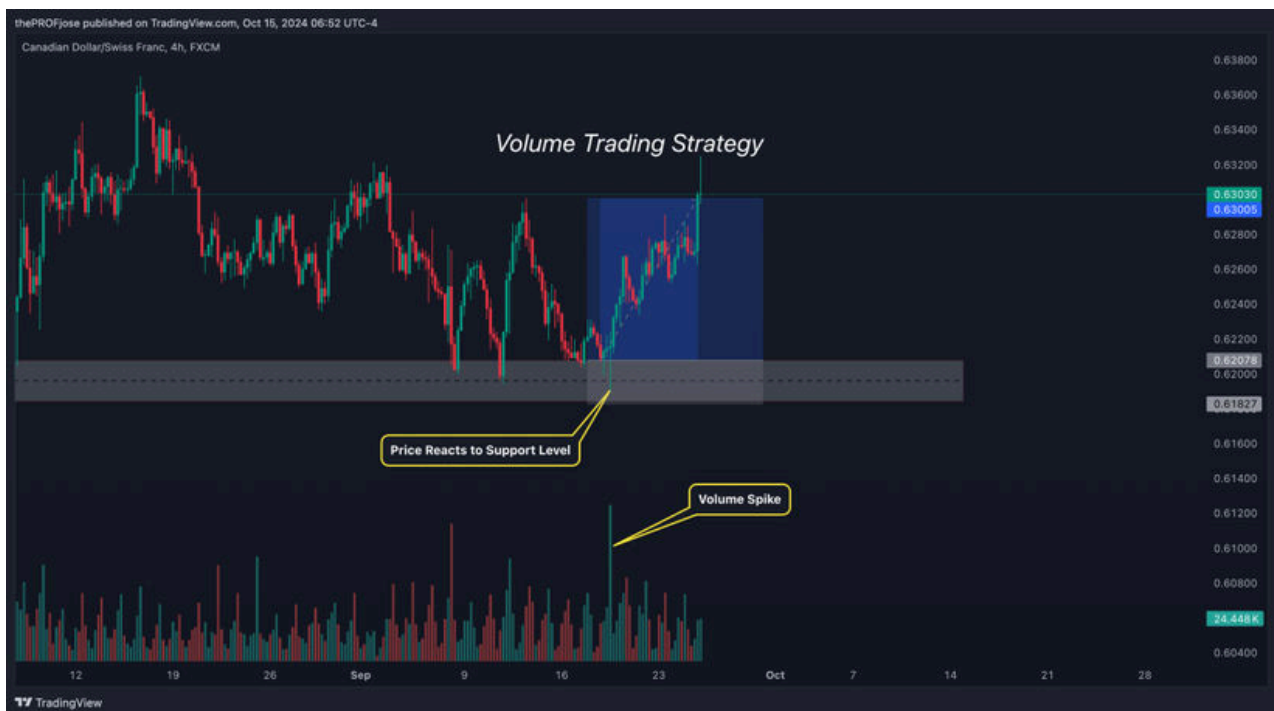 thePROFjose published on TradingView.com, Oct 15, 2024 06:52 UTC-4
Canadian Dollar/Swiss Franc, 4h, FXCM
Volume Trading Strategy
0.63800
0.63600
0.63400
0.63200
0.63030
0.63005
0.62800
0.62600
0.62400
0.62200
0.62078
0.62000
0.61827
Price Reacts to Support Level
0.61600
0.61400
Volume Spike
0.61200
0.61000
0.60800
24.448K
0.60400
12 19 26 Sep 9 16 23 Oct 7 14 21 28
TradingView